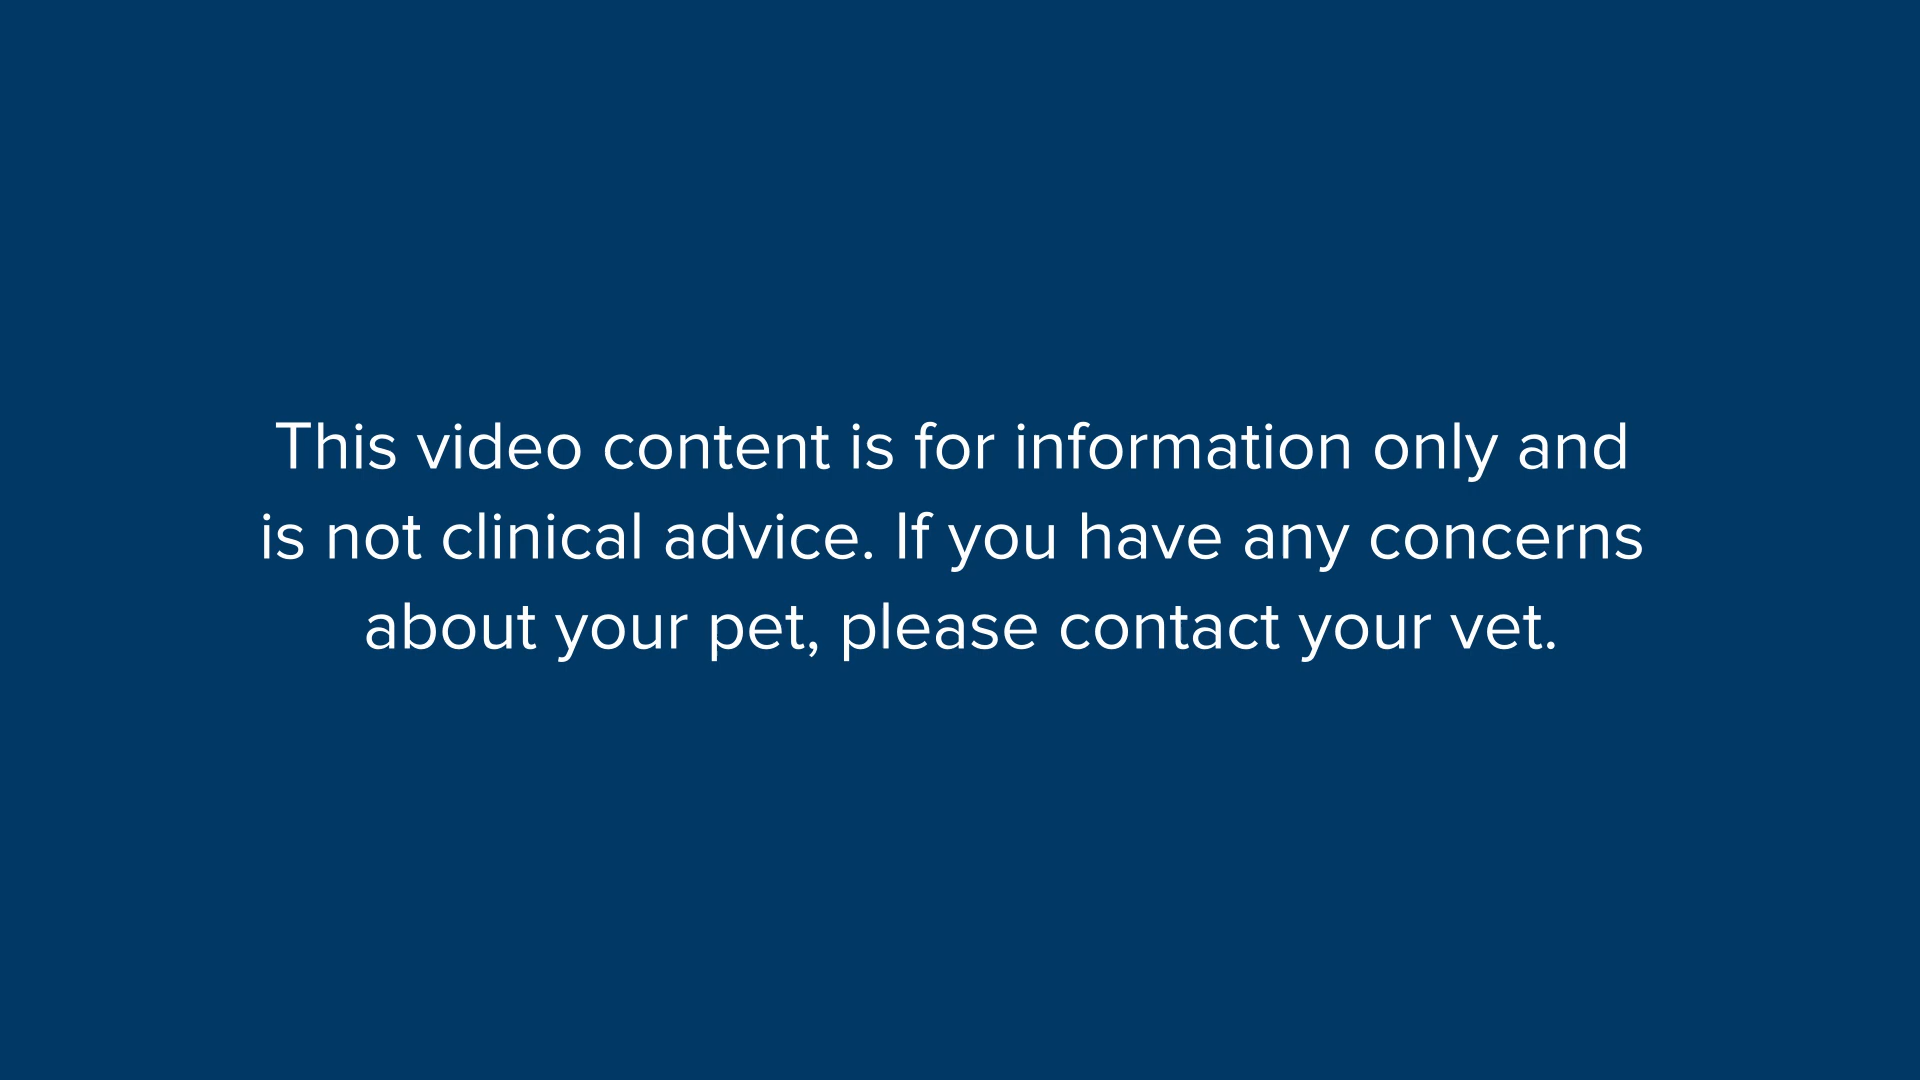 This video content is for information only and
is not clinical advice. If you have any concerns
about your pet, please contact your vet.